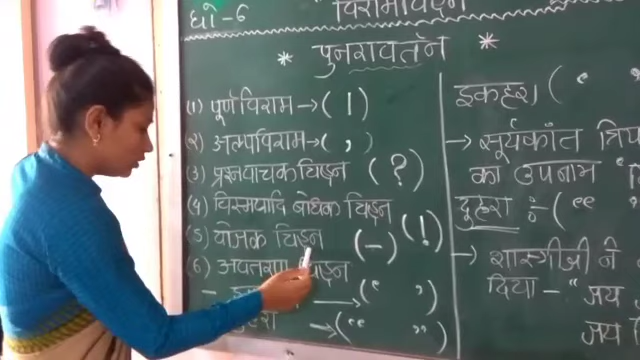 धो-6
विरामचिह्न
* पुनरावर्तन *
(1) पूर्णविराम → ( । )
(२) अल्पविराम → ( , )
(3) प्रश्नवाचक चिह्न ( ? )
(4) विस्मयादि बोधक चिह्न ( ! )
(5) योजक चिह्न ( - )
(6) अवतरण चिह्न
→ ( ‘ ’ )
→ ( “ ” )
इकहरा ( ‘ ’
→ सूर्यकांत
का उपनाम "
दुहरा ÷ ( “ ”
→ शास्त्रीजी ने
दिया - "जय
जय